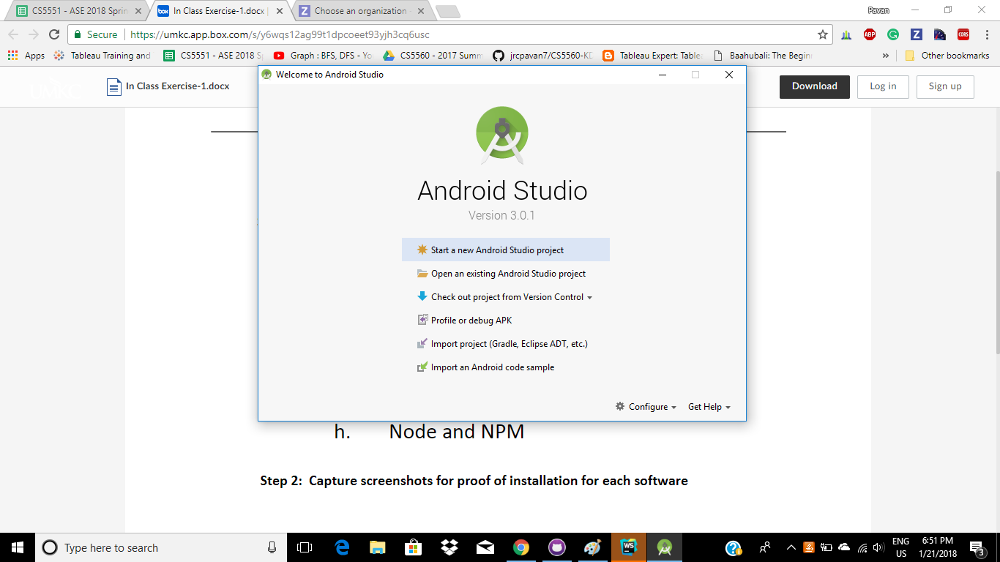 CS5551 - ASE 2018 Sprin
In Class Exercise-1.docx
Choose an organization
Pavan
Secure
https://umkc.app.box.com/s/y6wqs12ag99t1dpcoeet93yjh3cq6usc
ABP
Z
CORS
Apps
Tableau Training and
CS5551 - ASE 2018 Sp
Graph : BFS, DFS - Yo
CS5560 - 2017 Summ
jrcpavan7/CS5560-KD
Tableau Expert: Table
Baahubali: The Begin
»
Other bookmarks
UMKC
In Class Exercise-1.docx
Download
Log in
Sign up
Welcome to Android Studio
Android Studio
Version 3.0.1
Start a new Android Studio project
Open an existing Android Studio project
Check out project from Version Control
Profile or debug APK
Import project (Gradle, Eclipse ADT, etc.)
Import an Android code sample
Configure
Get Help
h. Node and NPM
Step 2: Capture screenshots for proof of installation for each software
Type here to search
WS
ENG
US
6:51 PM
1/21/2018
3